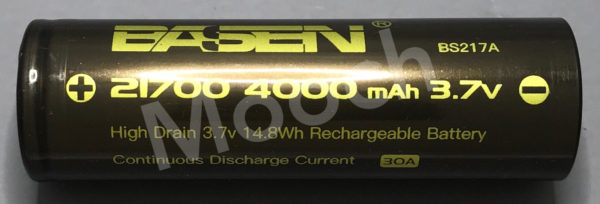 BASEN®
BS217A
⊕ 21700 4000 mAh 3.7V ⊖
Mooch
High Drain 3.7v 14.8Wh Rechargeable Battery
Continuous Discharge Current 30A